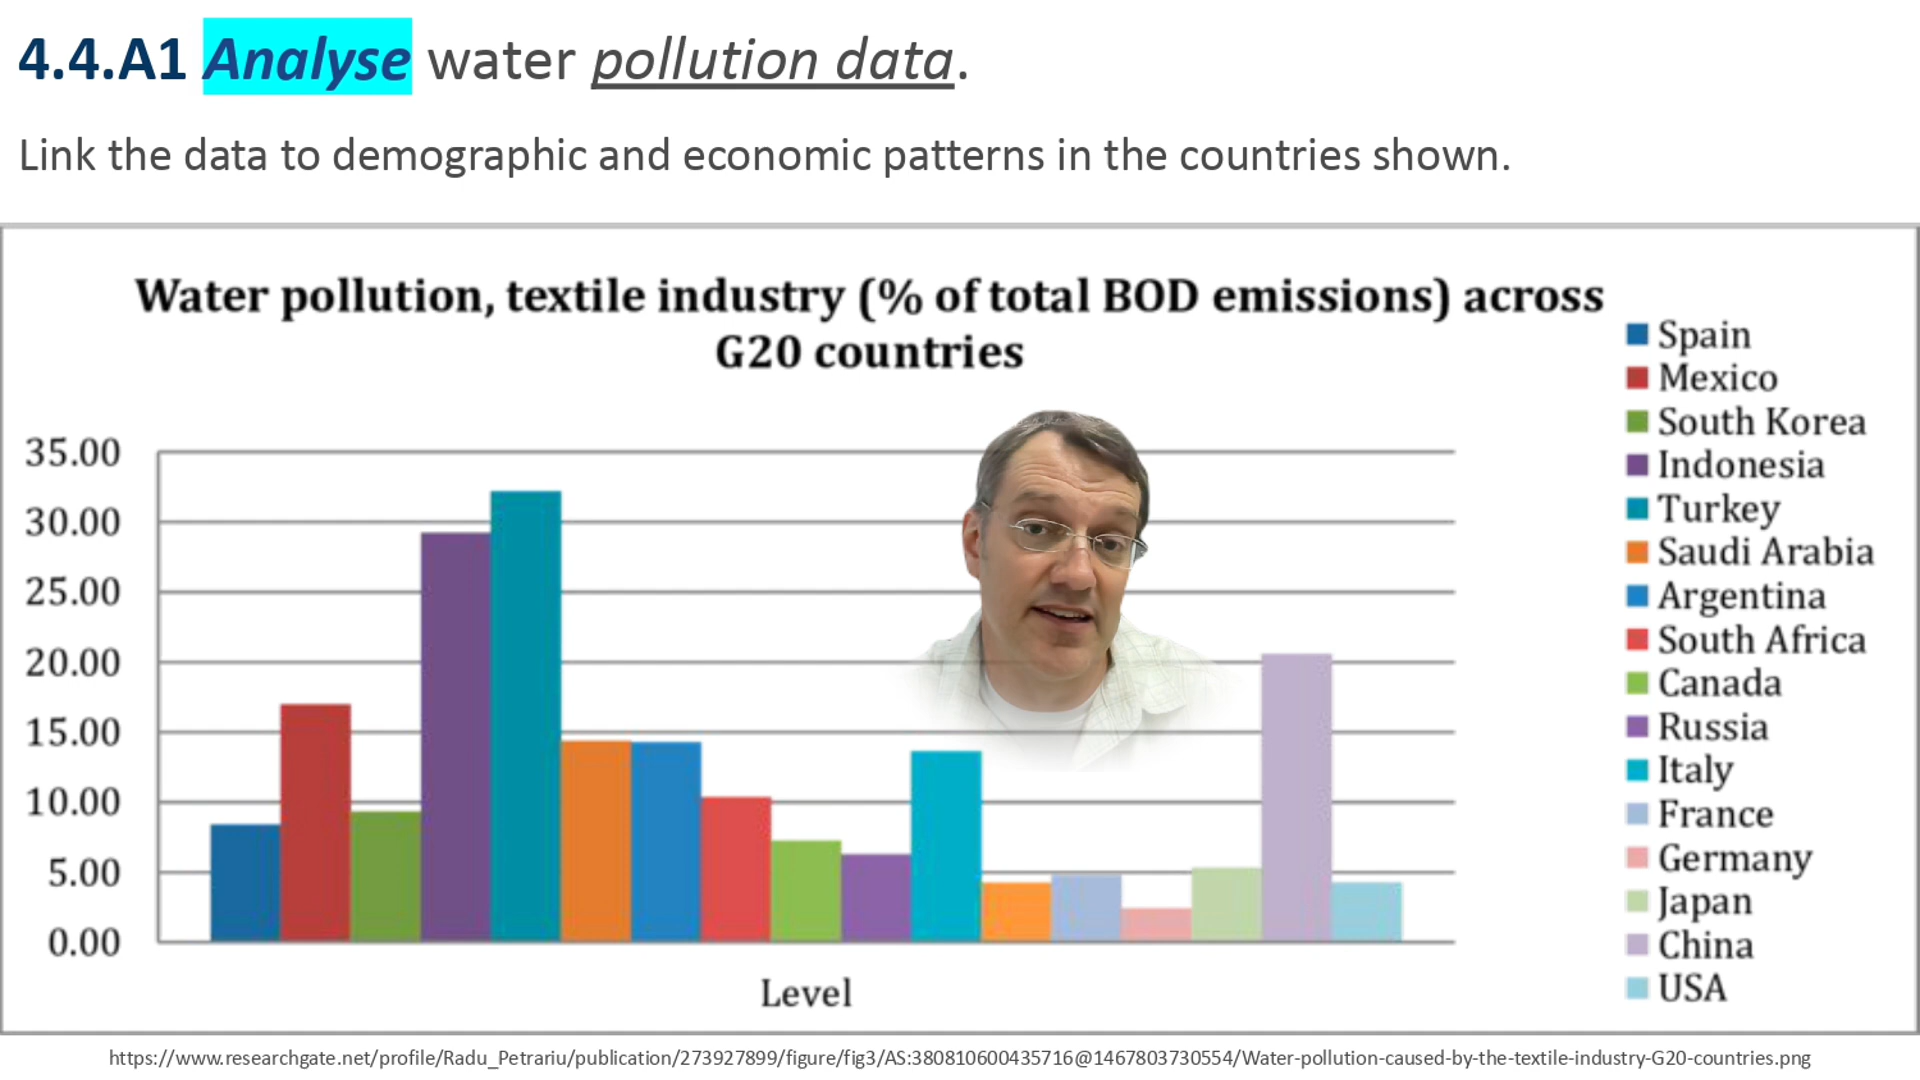 4.4.A1 Analyse water pollution data.
Link the data to demographic and economic patterns in the countries shown.
Water pollution, textile industry (% of total BOD emissions) across
G20 countries
35.00
30.00
25.00
20.00
15.00
10.00
5.00
0.00
Level
Spain
Mexico
South Korea
Indonesia
Turkey
Saudi Arabia
Argentina
South Africa
Canada
Russia
Italy
France
Germany
Japan
China
USA
https://www.researchgate.net/profile/Radu_Petrariu/publication/273927899/figure/fig3/AS:380810600435716@1467803730554/Water-pollution-caused-by-the-textile-industry-G20-countries.png